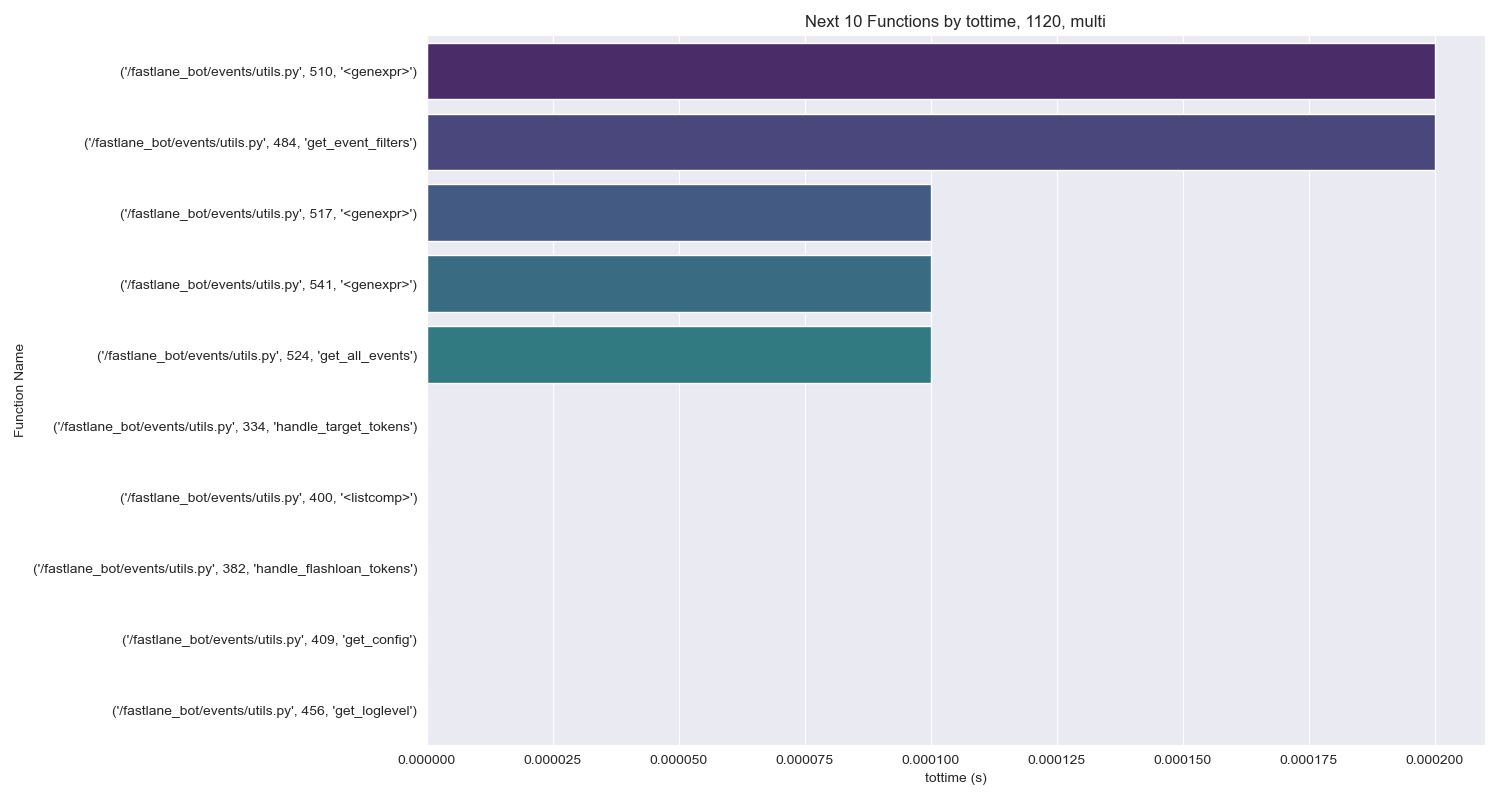 Next 10 Functions by tottime, 1120, multi
('/fastlane_bot/events/utils.py', 510, '<genexpr>')
('/fastlane_bot/events/utils.py', 484, 'get_event_filters')
('/fastlane_bot/events/utils.py', 517, '<genexpr>')
('/fastlane_bot/events/utils.py', 541, '<genexpr>')
('/fastlane_bot/events/utils.py', 524, 'get_all_events')
('/fastlane_bot/events/utils.py', 334, 'handle_target_tokens')
('/fastlane_bot/events/utils.py', 400, '<listcomp>')
('/fastlane_bot/events/utils.py', 382, 'handle_flashloan_tokens')
('/fastlane_bot/events/utils.py', 409, 'get_config')
('/fastlane_bot/events/utils.py', 456, 'get_loglevel')
Function Name
0.000000 0.000025 0.000050 0.000075 0.000100 0.000125 0.000150 0.000175 0.000200
tottime (s)